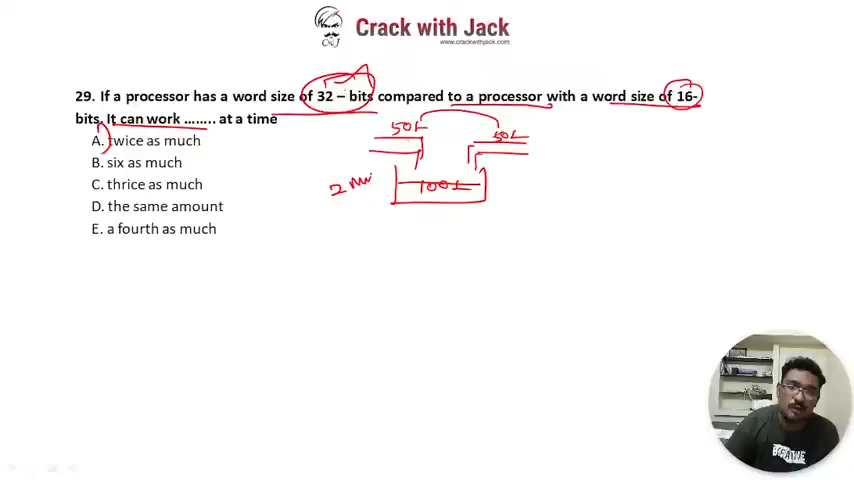 Crack with Jack
CWJ
www.crackwithjack.com
29. If a processor has a word size of 32 – bits compared to a processor with a word size of 16-
bits. It can work ........ at a time
50L
50L
A. twice as much
B. six as much
100L
C. thrice as much
D. the same amount
E. a fourth as much